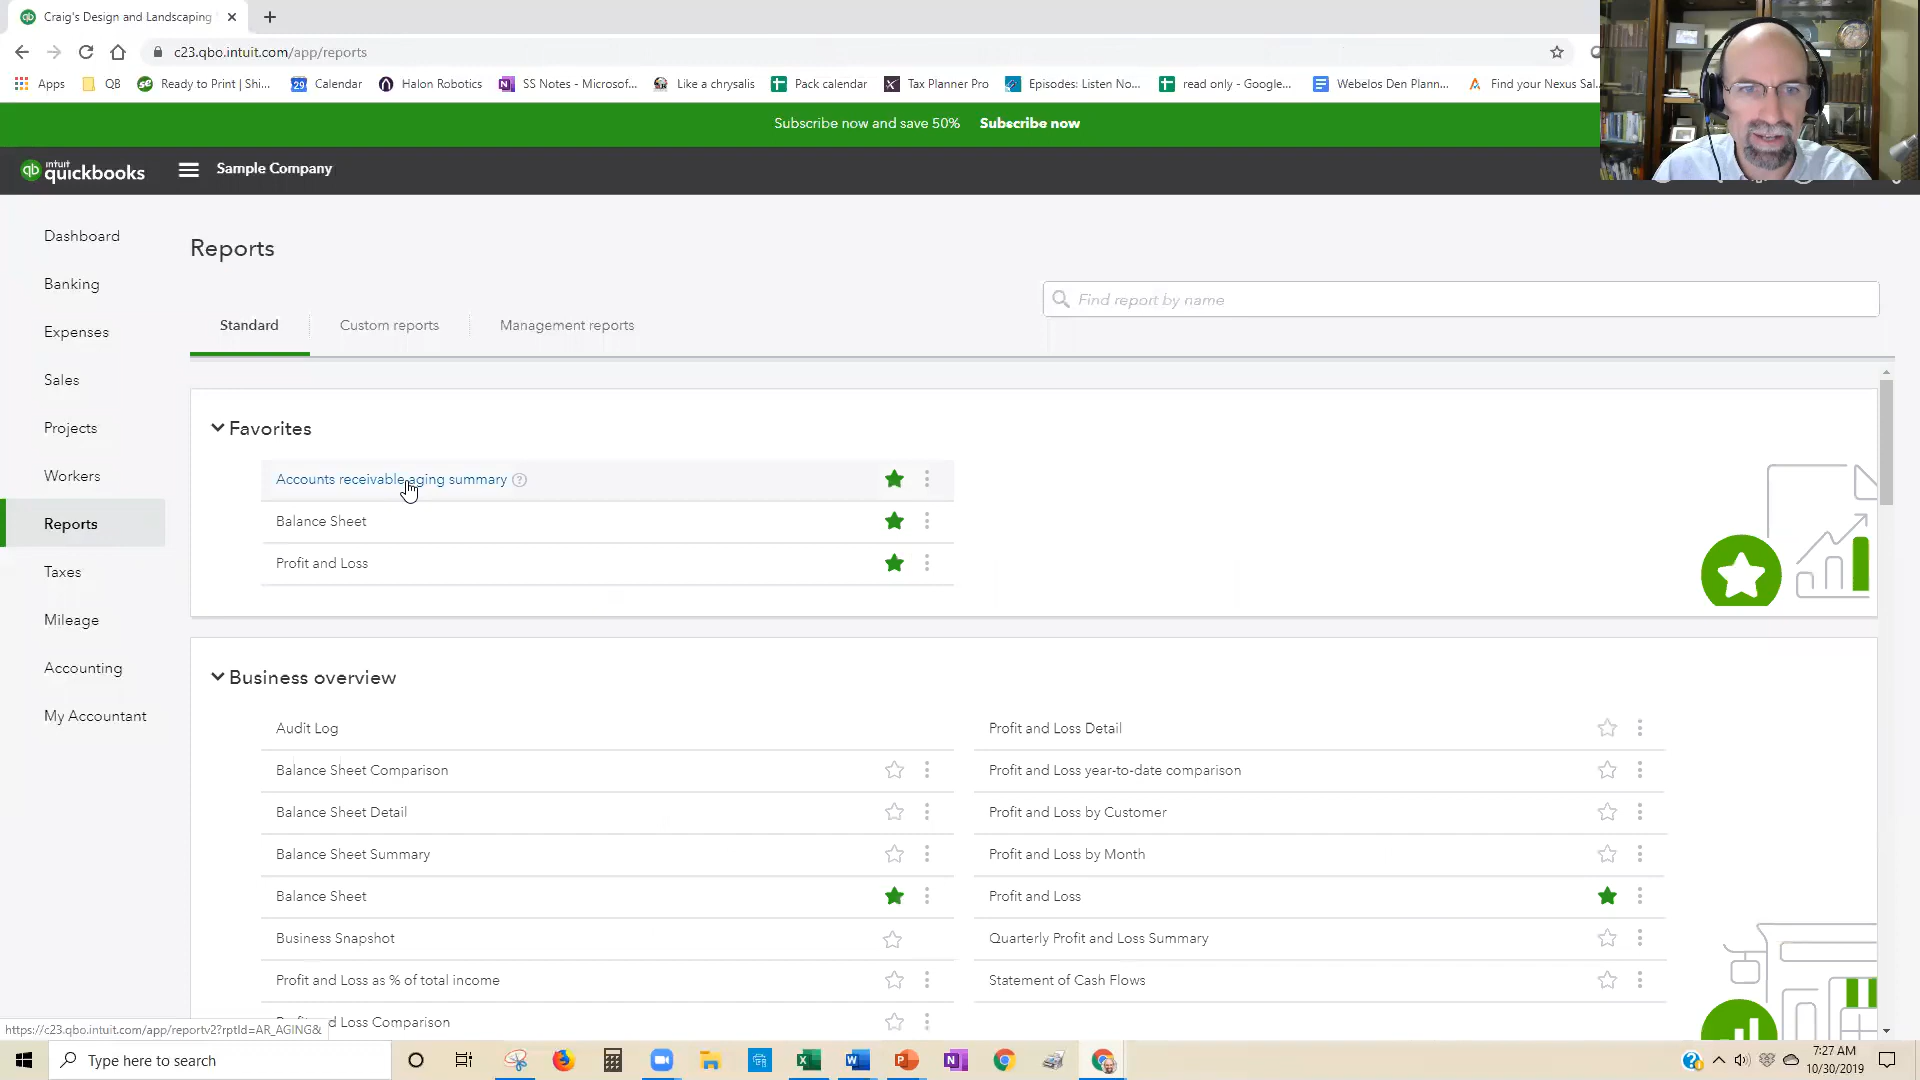 Craig's Design and Landscaping
c23.qbo.intuit.com/app/reports
Apps QB Ready to Print | Shi... Calendar Halon Robotics SS Notes - Microsof... Like a chrysalis Pack calendar Tax Planner Pro Episodes: Listen No... read only - Google... Webelos Den Plann... Find your Nexus Sal...
Subscribe now and save 50% Subscribe now
intuit quickbooks Sample Company
Dashboard
Banking
Expenses
Sales
Projects
Workers
Reports
Taxes
Mileage
Accounting
My Accountant
Reports
Find report by name
Standard Custom reports Management reports
Favorites
Accounts receivable aging summary
Balance Sheet
Profit and Loss
Business overview
Audit Log
Balance Sheet Comparison
Balance Sheet Detail
Balance Sheet Summary
Balance Sheet
Business Snapshot
Profit and Loss as % of total income
d Loss Comparison
Profit and Loss Detail
Profit and Loss year-to-date comparison
Profit and Loss by Customer
Profit and Loss by Month
Profit and Loss
Quarterly Profit and Loss Summary
Statement of Cash Flows
https://c23.qbo.intuit.com/app/reportv2?rptId=AR_AGING&
Type here to search
7:27 AM
10/30/2019